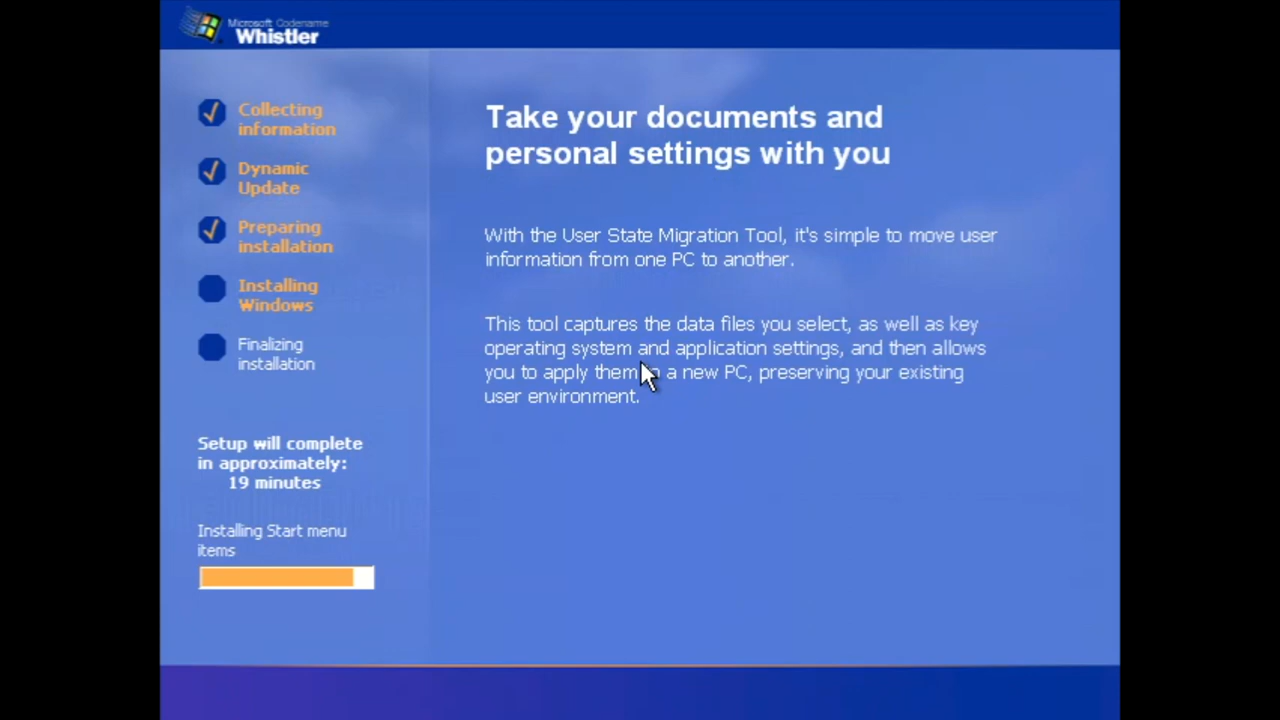 Microsoft Codename
Whistler
Collecting
information
Dynamic
Update
Preparing
installation
Installing
Windows
Finalizing
installation
Setup will complete
in approximately:
19 minutes
Installing Start menu
items
Take your documents and
personal settings with you
With the User State Migration Tool, it's simple to move user
information from one PC to another.
This tool captures the data files you select, as well as key
operating system and application settings, and then allows
you to apply them to a new PC, preserving your existing
user environment.